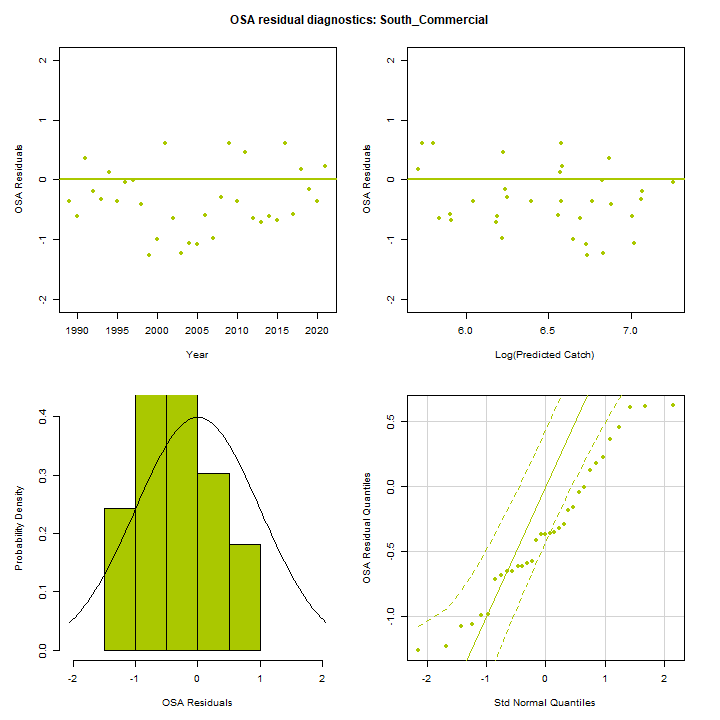 OSA residual diagnostics: South_Commercial
OSA Residuals
2
1
0
-1
-2
1990 1995 2000 2005 2010 2015 2020
Year
OSA Residuals
2
1
0
-1
-2
6.0 6.5 7.0
Log(Predicted Catch)
Probability Density
0.4
0.3
0.2
0.1
0.0
-2 -1 0 1 2
OSA Residuals
OSA Residual Quantiles
0.5
0.0
-0.5
-1.0
-2 -1 0 1 2
Std Normal Quantiles